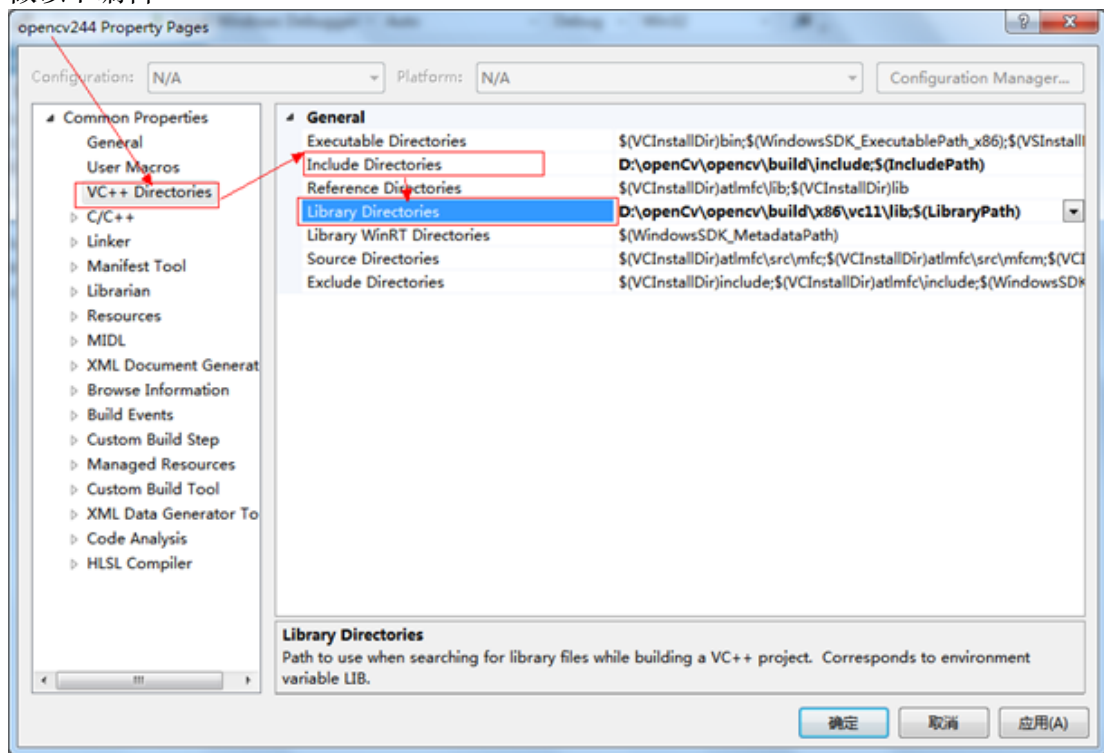 opencv244 Property Pages
Configuration: N/A Platform: N/A Configuration Manager...
Common Properties
General
User Macros
VC++ Directories
C/C++
Linker
Manifest Tool
Librarian
Resources
MIDL
XML Document Generat
Browse Information
Build Events
Custom Build Step
Managed Resources
Custom Build Tool
XML Data Generator To
Code Analysis
HLSL Compiler
General
Executable Directories $(VCInstallDir)bin;$(WindowsSDK_ExecutablePath_x86);$(VSInstall
Include Directories D:\openCv\opencv\build\include;$(IncludePath)
Reference Directories $(VCInstallDir)atlmfc\lib;$(VCInstallDir)lib
Library Directories D:\openCv\opencv\build\x86\vc11\lib;$(LibraryPath)
Library WinRT Directories $(WindowsSDK_MetadataPath)
Source Directories $(VCInstallDir)atlmfc\src\mfc;$(VCInstallDir)atlmfc\src\mfcm;$(VCI
Exclude Directories $(VCInstallDir)include;$(VCInstallDir)atlmfc\include;$(WindowsSDK
Library Directories
Path to use when searching for library files while building a VC++ project. Corresponds to environment
variable LIB.
确定 取消 应用(A)